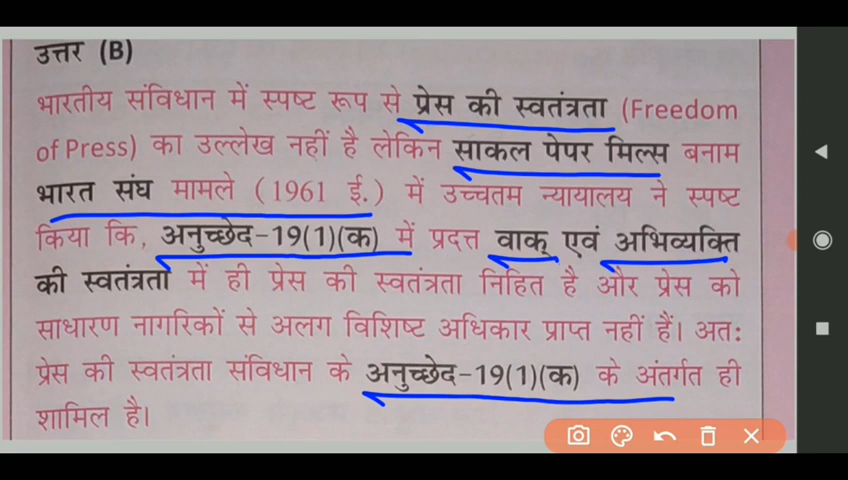 उत्तर (B)
भारतीय संविधान में स्पष्ट रूप से प्रेस की स्वतंत्रता (Freedom
of Press) का उल्लेख नहीं है लेकिन साकल पेपर मिल्स बनाम
भारत संघ मामले (1961 ई.) में उच्चतम न्यायालय ने स्पष्ट
किया कि, अनुच्छेद-19(1)(क) में प्रदत्त वाक् एवं अभिव्यक्ति
की स्वतंत्रता में ही प्रेस की स्वतंत्रता निहित है और प्रेस को
साधारण नागरिकों से अलग विशिष्ट अधिकार प्राप्त नहीं हैं। अतः
प्रेस की स्वतंत्रता संविधान के अनुच्छेद-19(1)(क) के अंतर्गत ही
शामिल है।